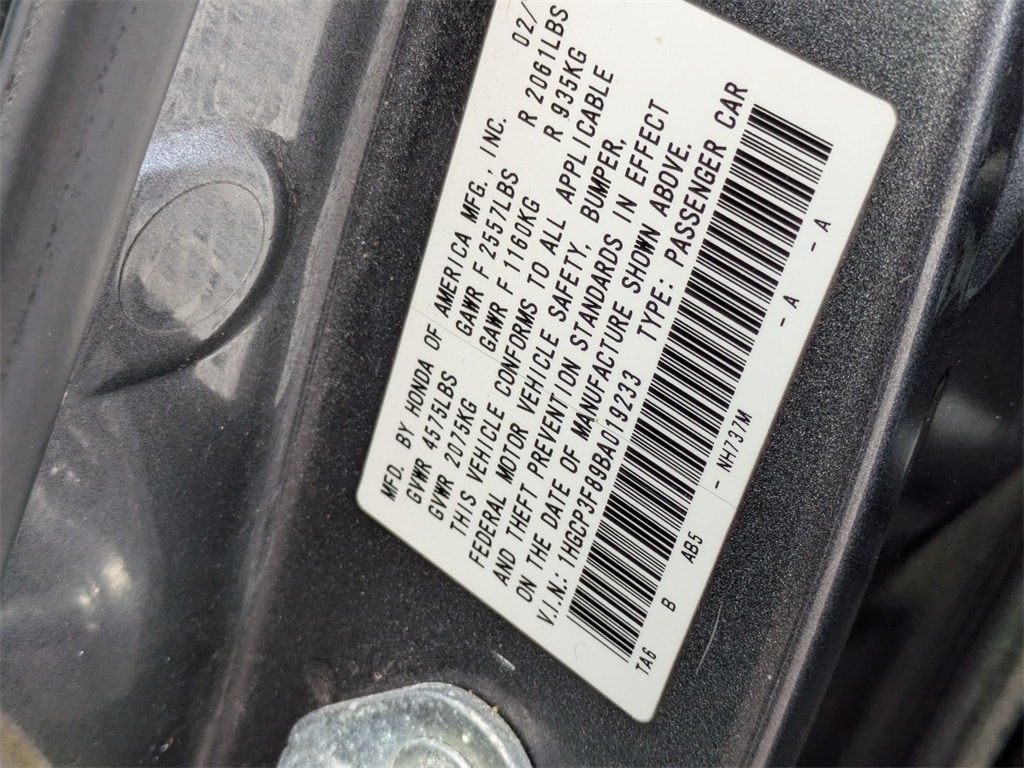 MFD. BY HONDA OF AMERICA MFG., INC. 02/
GVWR 4575LBS GAWR F 2557LBS R 2061LBS
GVWR 2075KG GAWR F 1160KG R 935KG
THIS VEHICLE CONFORMS TO ALL APPLICABLE
FEDERAL MOTOR VEHICLE SAFETY, BUMPER,
AND THEFT PREVENTION STANDARDS IN EFFECT
ON THE DATE OF MANUFACTURE SHOWN ABOVE.
V.I.N.: 1HGCP3F89BA019233 TYPE: PASSENGER CAR
TA6 B AB5 - NH737M - A - A